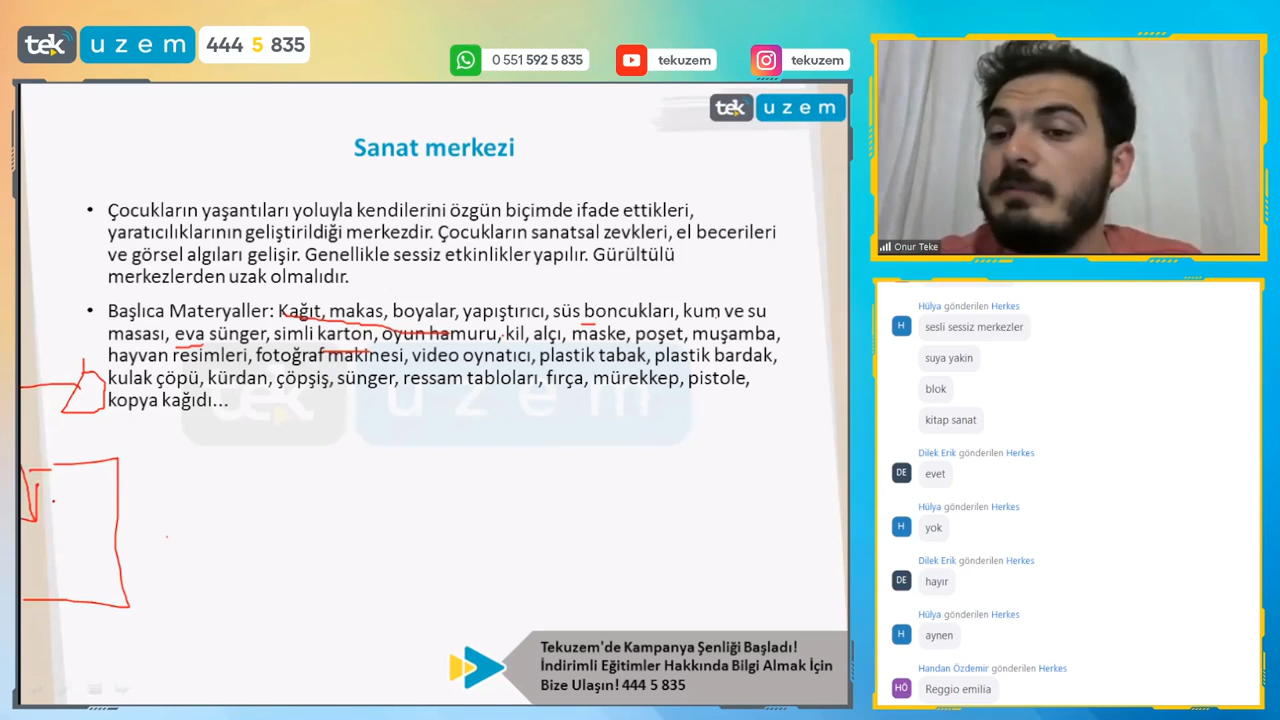 tek uzem 444 5 835
0 551 592 5 835
tekuzem
tekuzem
tek uzem
Sanat merkezi
• Çocukların yaşantıları yoluyla kendilerini özgün biçimde ifade ettikleri,
yaratıcılıklarının geliştirildiği merkezdir. Çocukların sanatsal zevkleri, el becerileri
ve görsel algıları gelişir. Genellikle sessiz etkinlikler yapılır. Gürültülü
merkezlerden uzak olmalıdır.
• Başlıca Materyaller: Kağıt, makas, boyalar, yapıştırıcı, süs boncukları, kum ve su
masası, eva sünger, simli karton, oyun hamuru, kil, alçı, maske, poşet, muşamba,
hayvan resimleri, fotoğraf makinesi, video oynatıcı, plastik tabak, plastik bardak,
kulak çöpü, kürdan, çöpşiş, sünger, ressam tabloları, fırça, mürekkep, pistole,
kopya kağıdı...
tek uzem
Tekuzem'de Kampanya Şenliği Başladı!
İndirimli Eğitimler Hakkında Bilgi Almak İçin
Bize Ulaşın! 444 5 835
Onur Teke
Hülya gönderilen Herkes
H
sesli sessiz merkezler
suya yakin
blok
kitap sanat
Dilek Erik gönderilen Herkes
DE
evet
Hülya gönderilen Herkes
H
yok
Dilek Erik gönderilen Herkes
DE
hayır
Hülya gönderilen Herkes
H
aynen
Handan Özdemir gönderilen Herkes
HÖ
Reggio emilia